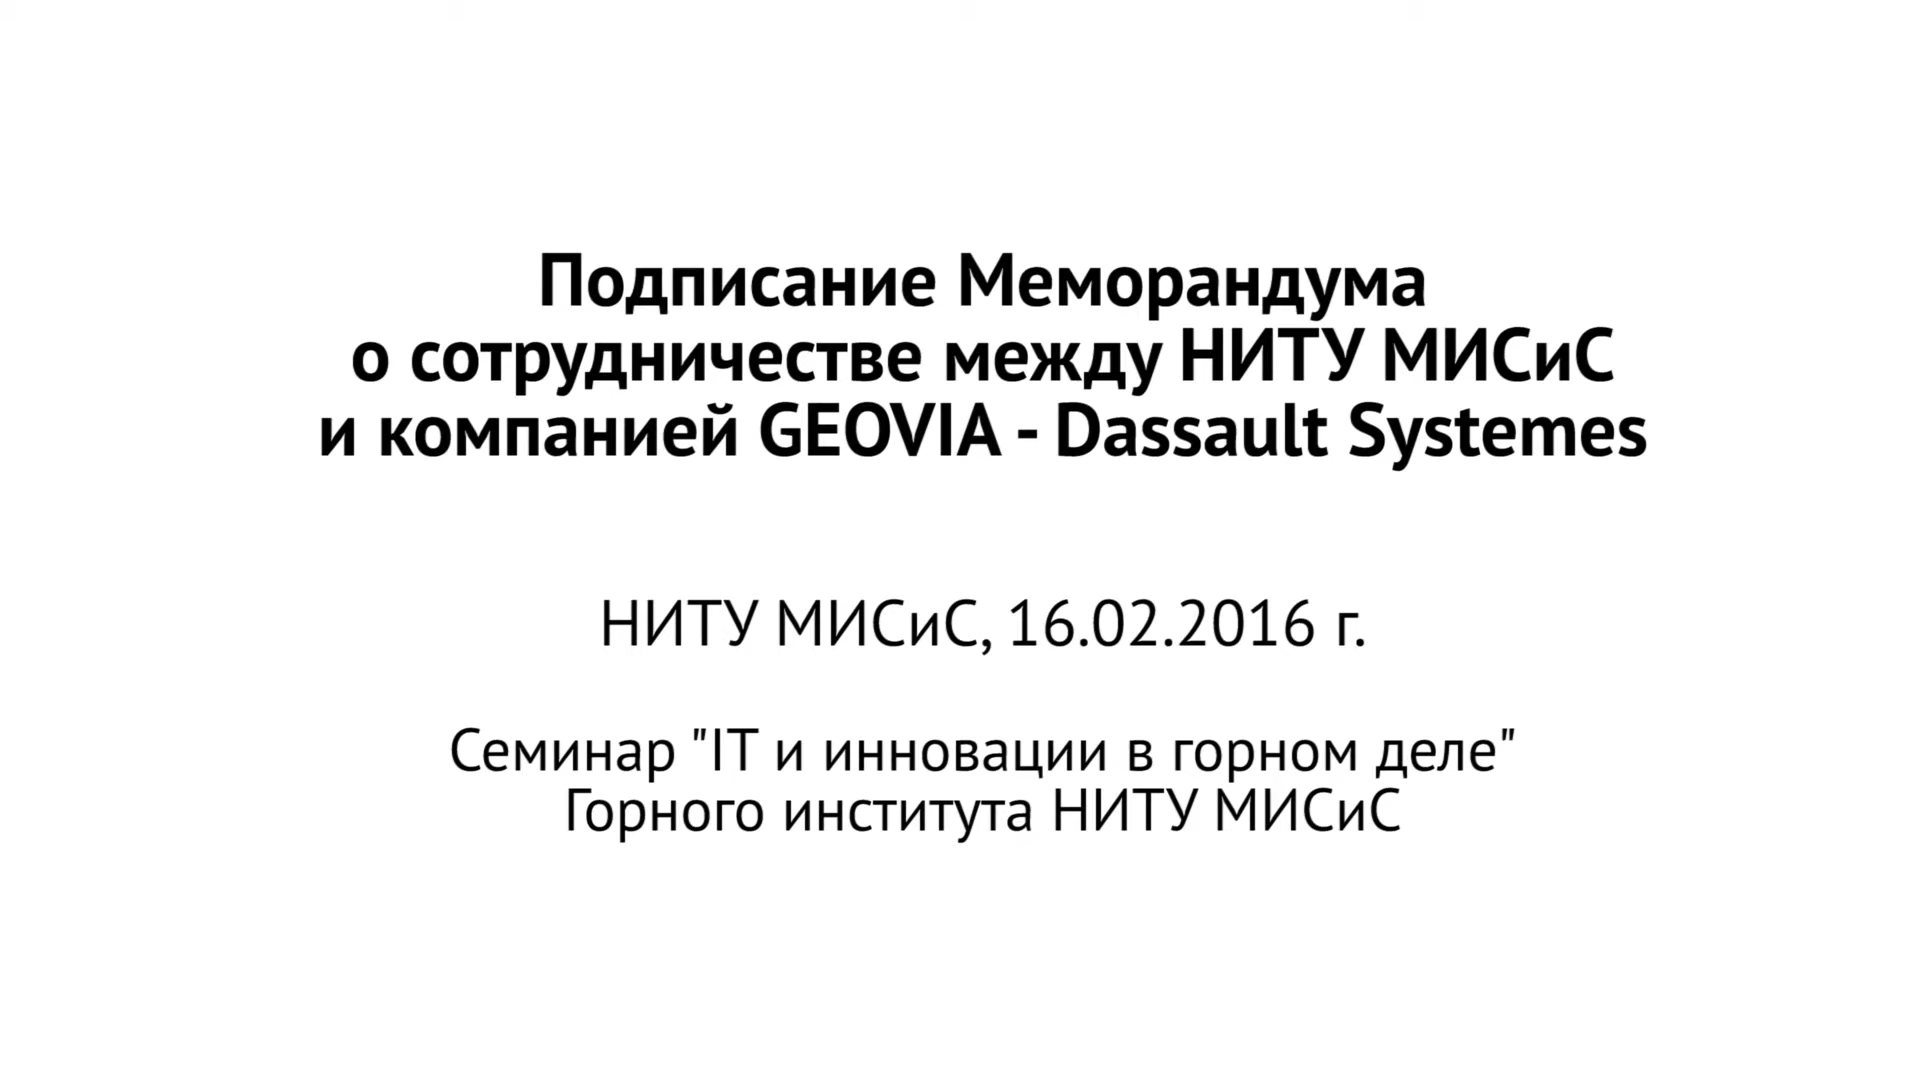 Подписание Меморандума
о сотрудничестве между НИТУ МИСиС
и компанией GEOVIA - Dassault Systemes
НИТУ МИСиС, 16.02.2016 г.
Семинар "IT и инновации в горном деле"
Горного института НИТУ МИСиС